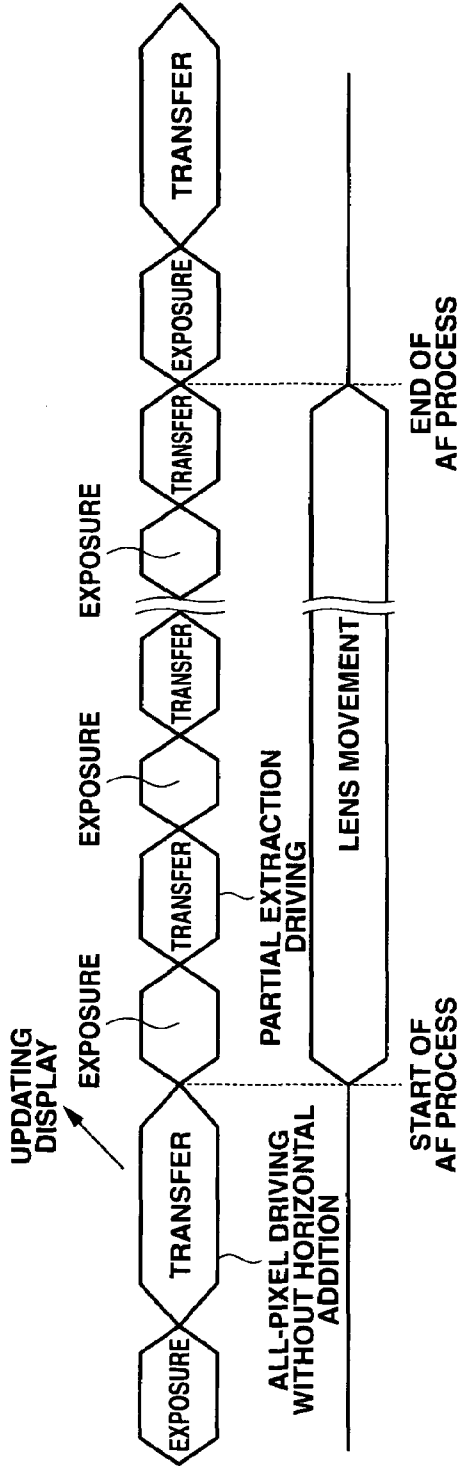 UPDATING
DISPLAY
EXPOSURE
EXPOSURE
EXPOSURE
EXPOSURE
TRANSFER
TRANSFER
TRANSFER
TRANSFER
EXPOSURE
TRANSFER
ALL-PIXEL DRIVING
WITHOUT HORIZONTAL
ADDITION
PARTIAL EXTRACTION
DRIVING
LENS MOVEMENT
START OF
AF PROCESS
END OF
AF PROCESS